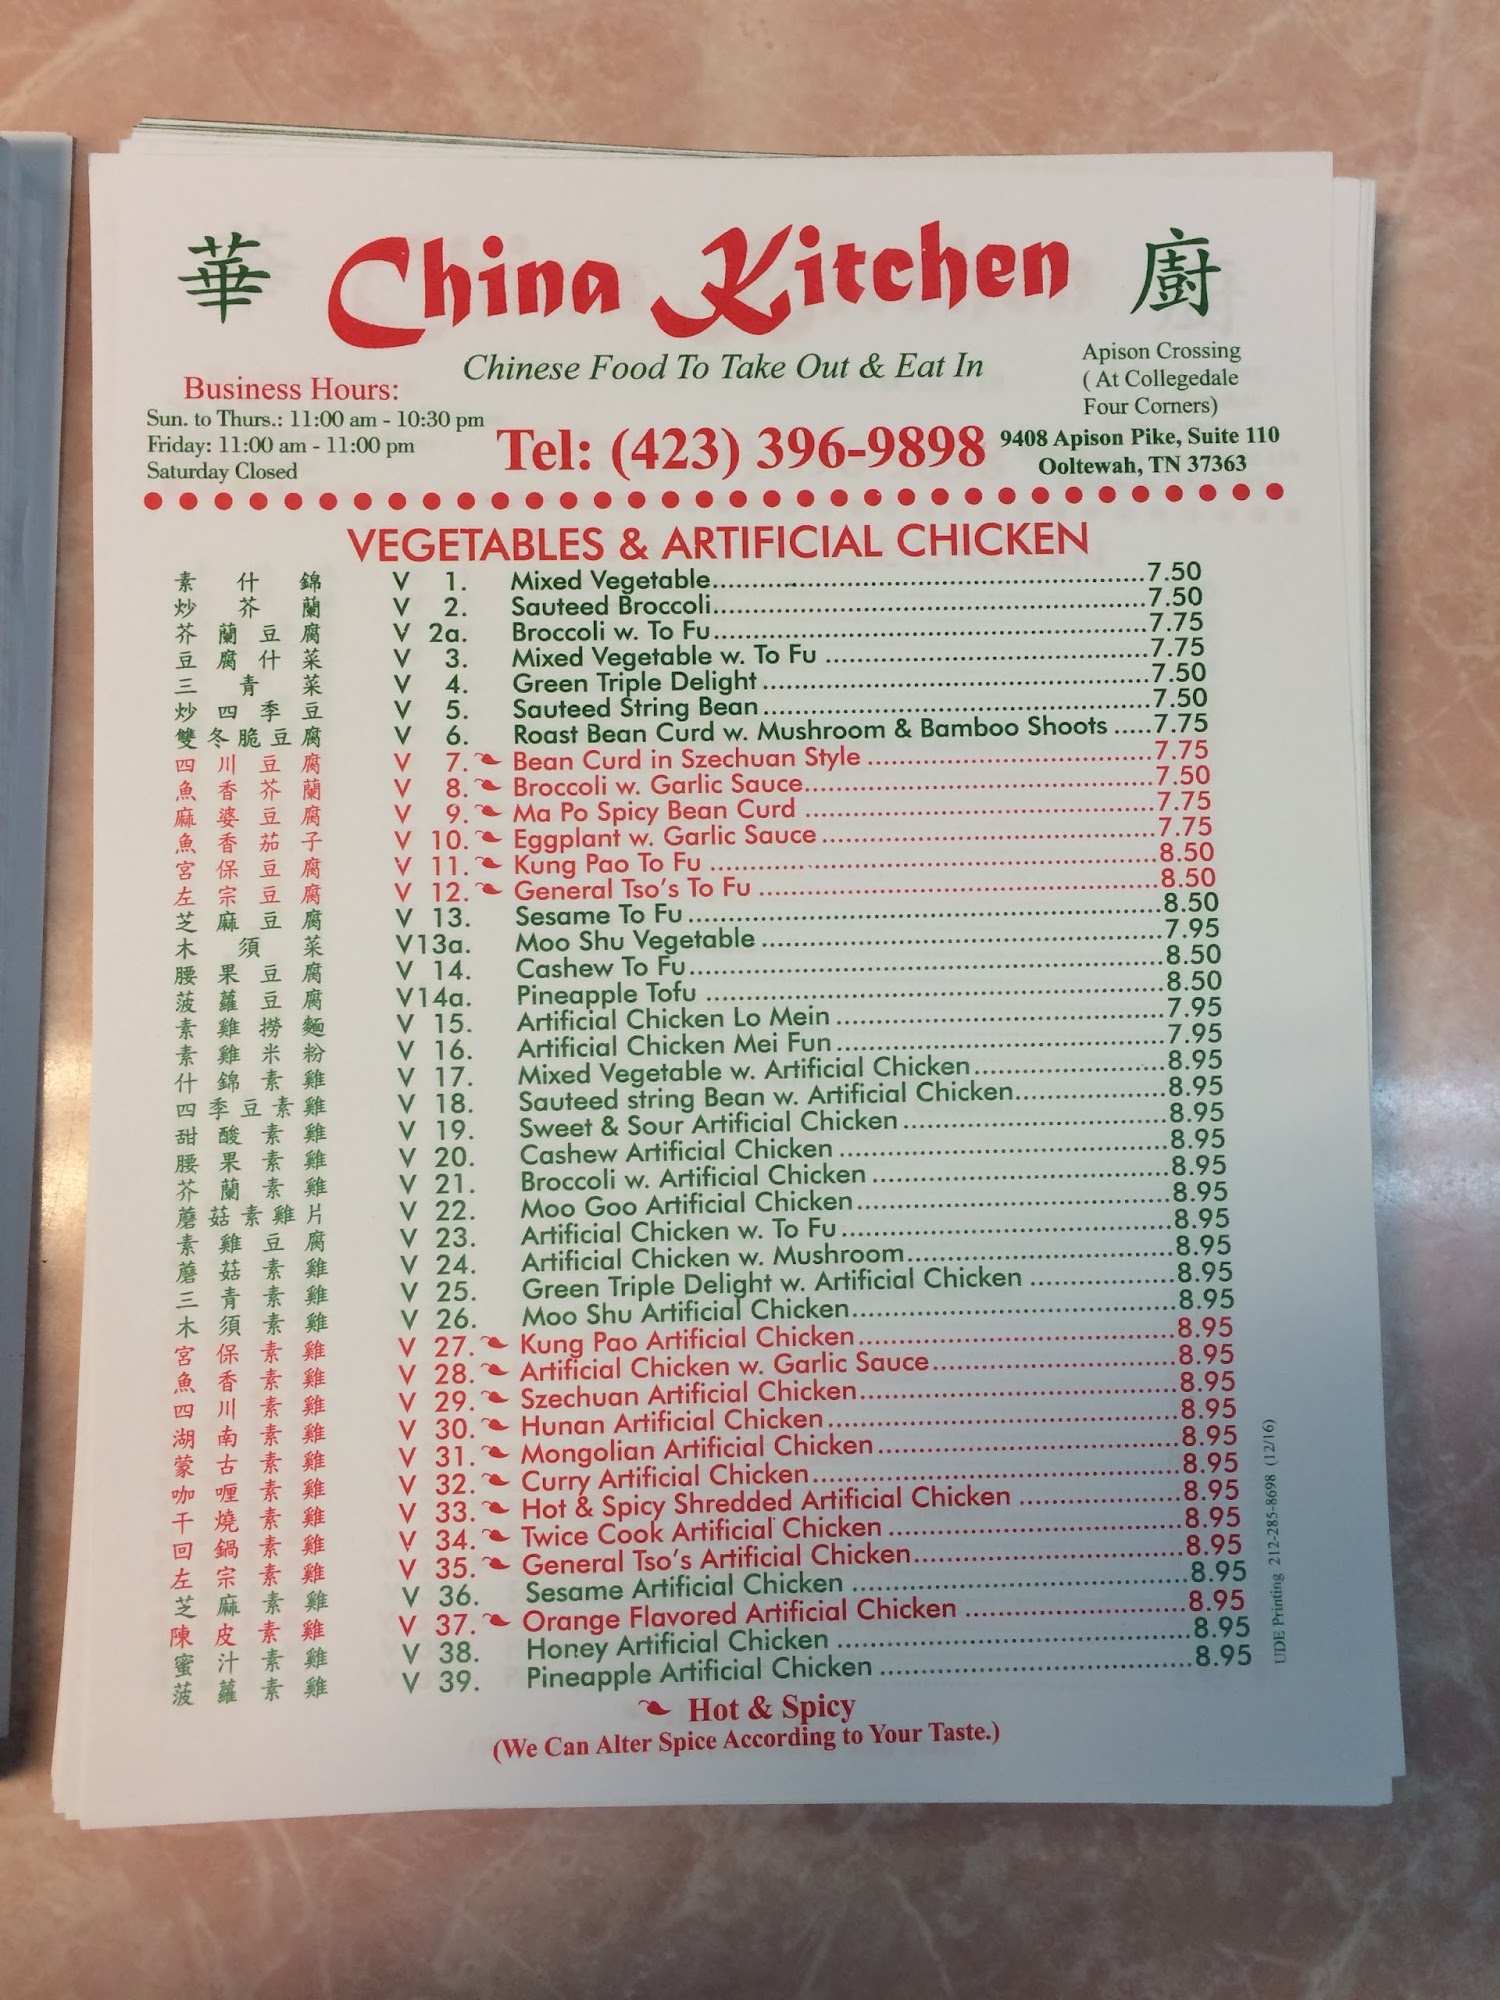 華 China Kitchen 廚
Chinese Food To Take Out & Eat In
Apison Crossing
( At Collegedale
Four Corners)
Business Hours:
Sun. to Thurs.: 11:00 am - 10:30 pm
Friday: 11:00 am - 11:00 pm
Saturday Closed
Tel: (423) 396-9898
9408 Apison Pike, Suite 110
Ooltewah, TN 37363
VEGETABLES & ARTIFICIAL CHICKEN
素什錦 V 1. Mixed Vegetable 7.50
炒芥蘭 V 2. Sauteed Broccoli 7.50
芥蘭豆腐 V 2a. Broccoli w. To Fu 7.75
豆腐什菜 V 3. Mixed Vegetable w. To Fu 7.75
三青菜 V 4. Green Triple Delight 7.50
炒四季豆 V 5. Sauteed String Bean 7.50
雙冬脆豆腐 V 6. Roast Bean Curd w. Mushroom & Bamboo Shoots 7.75
四川豆腐 V 7. Bean Curd in Szechuan Style 7.75
魚香芥蘭 V 8. Broccoli w. Garlic Sauce 7.50
麻婆豆腐 V 9. Ma Po Spicy Bean Curd 7.75
魚香茄子 V 10. Eggplant w. Garlic Sauce 7.75
宮保豆腐 V 11. Kung Pao To Fu 8.50
左宗豆腐 V 12. General Tso's To Fu 8.50
芝麻豆腐 V 13. Sesame To Fu 8.50
木須菜 V13a. Moo Shu Vegetable 7.95
腰果豆腐 V 14. Cashew To Fu 8.50
菠蘿豆腐 V14a. Pineapple Tofu 8.50
素雞撈麵 V 15. Artificial Chicken Lo Mein 7.95
素雞米粉 V 16. Artificial Chicken Mei Fun 7.95
什錦素雞 V 17. Mixed Vegetable w. Artificial Chicken 8.95
四季豆素雞 V 18. Sauteed string Bean w. Artificial Chicken 8.95
甜酸素雞 V 19. Sweet & Sour Artificial Chicken 8.95
腰果素雞 V 20. Cashew Artificial Chicken 8.95
芥蘭素雞 V 21. Broccoli w. Artificial Chicken 8.95
蘑菇素雞片 V 22. Moo Goo Artificial Chicken 8.95
素雞豆腐 V 23. Artificial Chicken w. To Fu 8.95
蘑菇素雞 V 24. Artificial Chicken w. Mushroom 8.95
三青素雞 V 25. Green Triple Delight w. Artificial Chicken 8.95
木須素雞 V 26. Moo Shu Artificial Chicken 8.95
宮保素雞 V 27. Kung Pao Artificial Chicken 8.95
魚香素雞 V 28. Artificial Chicken w. Garlic Sauce 8.95
四川素雞 V 29. Szechuan Artificial Chicken 8.95
湖南素雞 V 30. Hunan Artificial Chicken 8.95
蒙古素雞 V 31. Mongolian Artificial Chicken 8.95
咖喱素雞 V 32. Curry Artificial Chicken 8.95
干燒素雞 V 33. Hot & Spicy Shredded Artificial Chicken 8.95
回鍋素雞 V 34. Twice Cook Artificial Chicken 8.95
左宗素雞 V 35. General Tso's Artificial Chicken 8.95
芝麻素雞 V 36. Sesame Artificial Chicken 8.95
陳皮素雞 V 37. Orange Flavored Artificial Chicken 8.95
蜜汁素雞 V 38. Honey Artificial Chicken 8.95
菠蘿素雞 V 39. Pineapple Artificial Chicken 8.95
Hot & Spicy
(We Can Alter Spice According to Your Taste.)
UDE Printing 212-285-8698 (12/16)